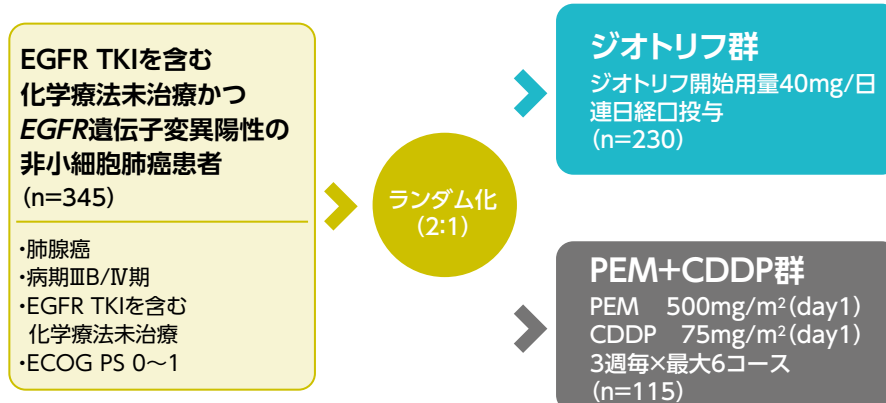 EGFR TKIを含む
化学療法未治療かつ
EGFR遺伝子変異陽性の
非小細胞肺癌患者
(n=345)
・肺腺癌
・病期ⅢB/Ⅳ期
・EGFR TKIを含む
化学療法未治療
・ECOG PS 0～1
ランダム化
(2:1)
ジオトリフ群
ジオトリフ開始用量40mg/日
連日経口投与
(n=230)
PEM+CDDP群
PEM 500mg/m²(day1)
CDDP 75mg/m²(day1)
3週毎×最大6コース
(n=115)